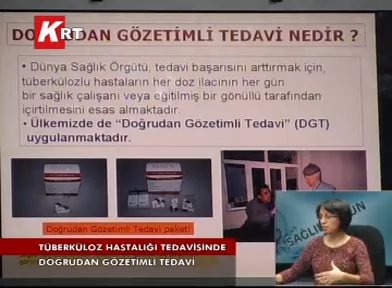 KRT
DOĞRUDAN GÖZETİMLİ TEDAVİ NEDİR ?
• Dünya Sağlık Örgütü, tedavi başarısını arttırmak için,
tüberkülozlu hastaların her doz ilacının her gün
bir sağlık çalışanı veya eğitilmiş bir gönüllü tarafından
içirtilmesini esas almaktadır.
• Ülkemizde de “Doğrudan Gözetimli Tedavi” (DGT)
uygulanmaktadır.
Doğrudan Gözetimli Tedavi paketi
SAĞLIK
TÜBERKÜLOZ HASTALIĞI TEDAVİSİNDE
DOĞRUDAN GÖZETİMLİ TEDAVİ